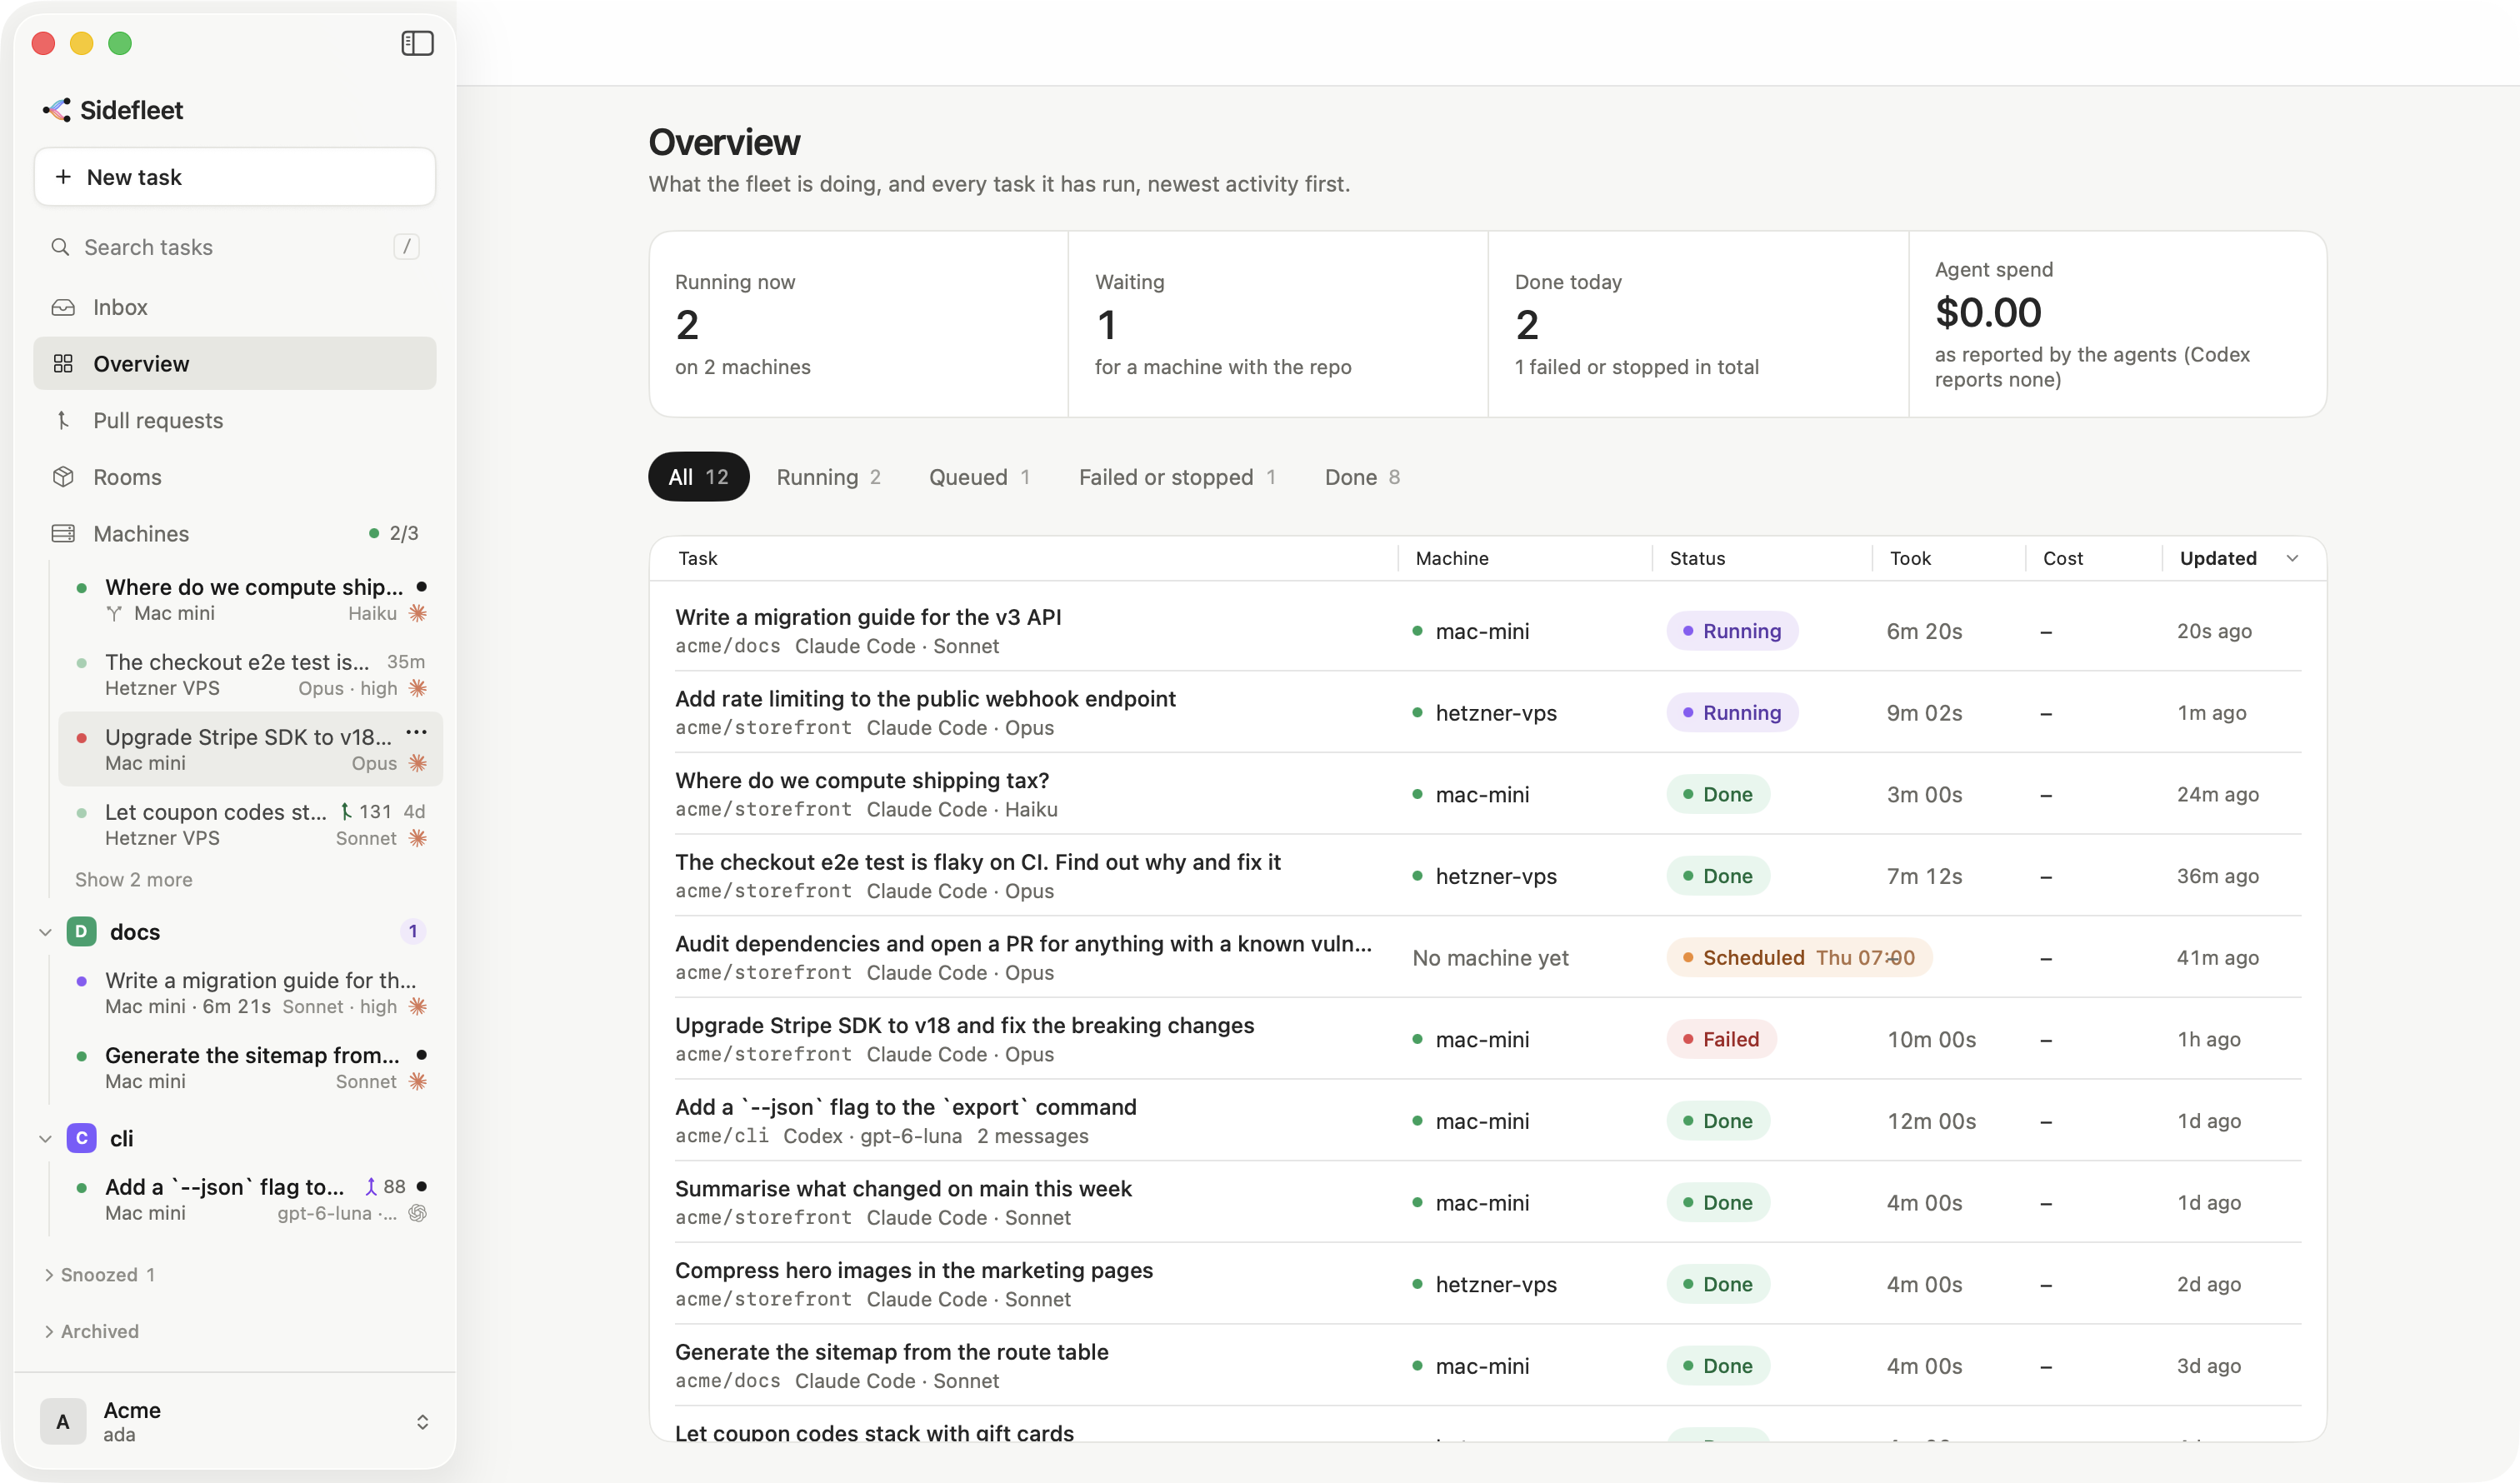 Sidefleet
+ New task
Search tasks /
Inbox
Overview
Pull requests
Rooms
Machines 2/3
Where do we compute ship...
Mac mini Haiku
The checkout e2e test is... 35m
Hetzner VPS Opus · high
Upgrade Stripe SDK to v18... ···
Mac mini Opus
Let coupon codes st... 131 4d
Hetzner VPS Sonnet
Show 2 more
D docs 1
Write a migration guide for th...
Mac mini · 6m 21s Sonnet · high
Generate the sitemap from...
Mac mini Sonnet
C cli
Add a `--json` flag to... 88
Mac mini gpt-6-luna ·...
Snoozed 1
Archived
A Acme
ada
Overview
What the fleet is doing, and every task it has run, newest activity first.
Running now
2
on 2 machines
Waiting
1
for a machine with the repo
Done today
2
1 failed or stopped in total
Agent spend
$0.00
as reported by the agents (Codex
reports none)
All 12 Running 2 Queued 1 Failed or stopped 1 Done 8
Task Machine Status Took Cost Updated
Write a migration guide for the v3 API
acme/docs Claude Code · Sonnet
mac-mini Running 6m 20s – 20s ago
Add rate limiting to the public webhook endpoint
acme/storefront Claude Code · Opus
hetzner-vps Running 9m 02s – 1m ago
Where do we compute shipping tax?
acme/storefront Claude Code · Haiku
mac-mini Done 3m 00s – 24m ago
The checkout e2e test is flaky on CI. Find out why and fix it
acme/storefront Claude Code · Opus
hetzner-vps Done 7m 12s – 36m ago
Audit dependencies and open a PR for anything with a known vuln...
acme/storefront Claude Code · Opus
No machine yet Scheduled Thu 07:00 – – 41m ago
Upgrade Stripe SDK to v18 and fix the breaking changes
acme/storefront Claude Code · Opus
mac-mini Failed 10m 00s – 1h ago
Add a `--json` flag to the `export` command
acme/cli Codex · gpt-6-luna 2 messages
mac-mini Done 12m 00s – 1d ago
Summarise what changed on main this week
acme/storefront Claude Code · Sonnet
mac-mini Done 4m 00s – 1d ago
Compress hero images in the marketing pages
acme/storefront Claude Code · Sonnet
hetzner-vps Done 4m 00s – 2d ago
Generate the sitemap from the route table
acme/docs Claude Code · Sonnet
mac-mini Done 4m 00s – 3d ago
Let coupon codes stack with gift cards